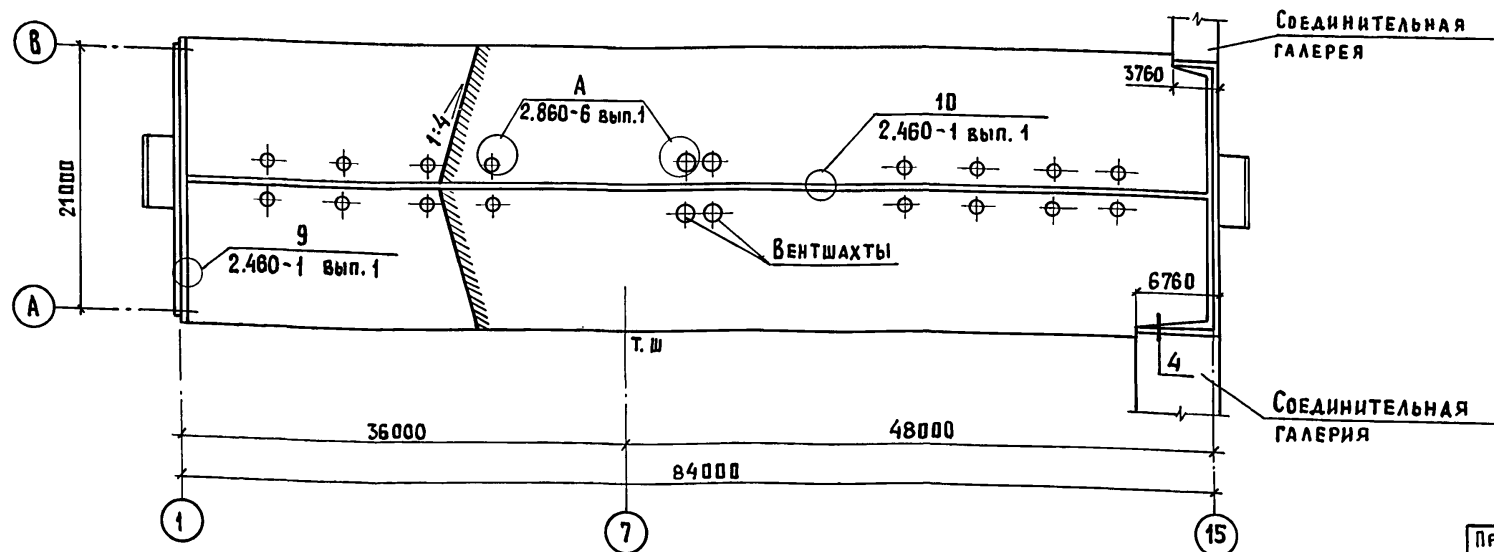 Соединительная
галерея
В
3760
А
2.860-6 вып.1
10
2.460-1 вып. 1
1:4
21000
9
2.460-1 вып. 1
Вентшахты
6760
А
Т. Ш
4
Соединительная
галерия
36000
48000
84000
1
7
15